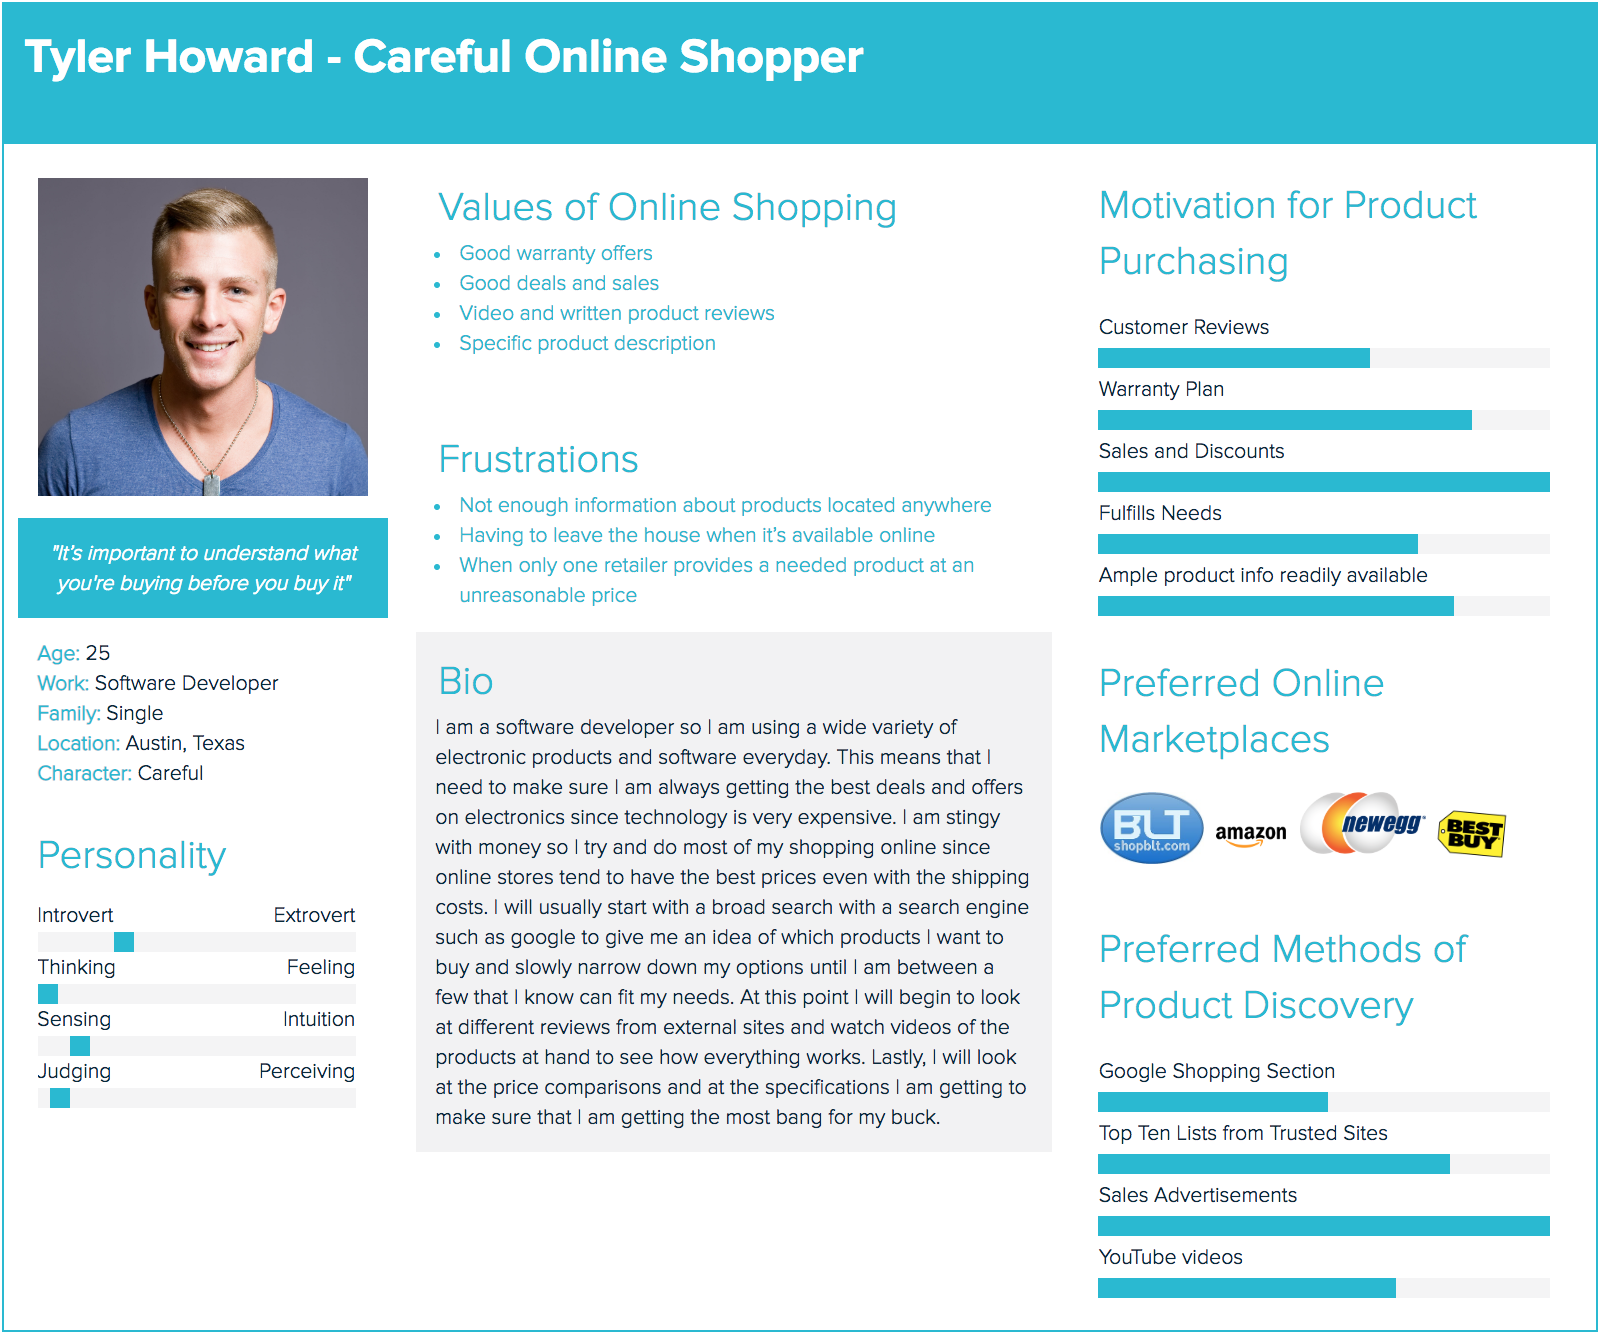 Tyler Howard - Careful Online Shopper
"It's important to understand what
you're buying before you buy it"
Age: 25
Work: Software Developer
Family: Single
Location: Austin, Texas
Character: Careful
Personality
Introvert Extrovert
Thinking Feeling
Sensing Intuition
Judging Perceiving
Values of Online Shopping
• Good warranty offers
• Good deals and sales
• Video and written product reviews
• Specific product description
Frustrations
• Not enough information about products located anywhere
• Having to leave the house when it's available online
• When only one retailer provides a needed product at an
unreasonable price
Bio
I am a software developer so I am using a wide variety of
electronic products and software everyday. This means that I
need to make sure I am always getting the best deals and offers
on electronics since technology is very expensive. I am stingy
with money so I try and do most of my shopping online since
online stores tend to have the best prices even with the shipping
costs. I will usually start with a broad search with a search engine
such as google to give me an idea of which products I want to
buy and slowly narrow down my options until I am between a
few that I know can fit my needs. At this point I will begin to look
at different reviews from external sites and watch videos of the
products at hand to see how everything works. Lastly, I will look
at the price comparisons and at the specifications I am getting to
make sure that I am getting the most bang for my buck.
Motivation for Product
Purchasing
Customer Reviews
Warranty Plan
Sales and Discounts
Fulfills Needs
Ample product info readily available
Preferred Online
Marketplaces
BLT
shopblt.com
amazon
newegg
BEST
BUY
Preferred Methods of
Product Discovery
Google Shopping Section
Top Ten Lists from Trusted Sites
Sales Advertisements
YouTube videos